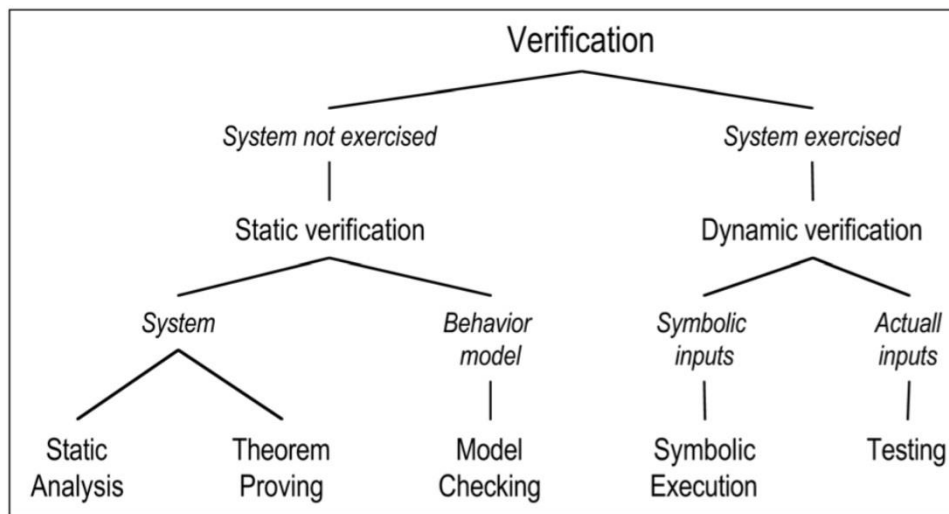 Verification
System not exercised
System exercised
Static verification
Dynamic verification
System
Behavior
model
Symbolic
inputs
Actuall
inputs
Static
Analysis
Theorem
Proving
Model
Checking
Symbolic
Execution
Testing